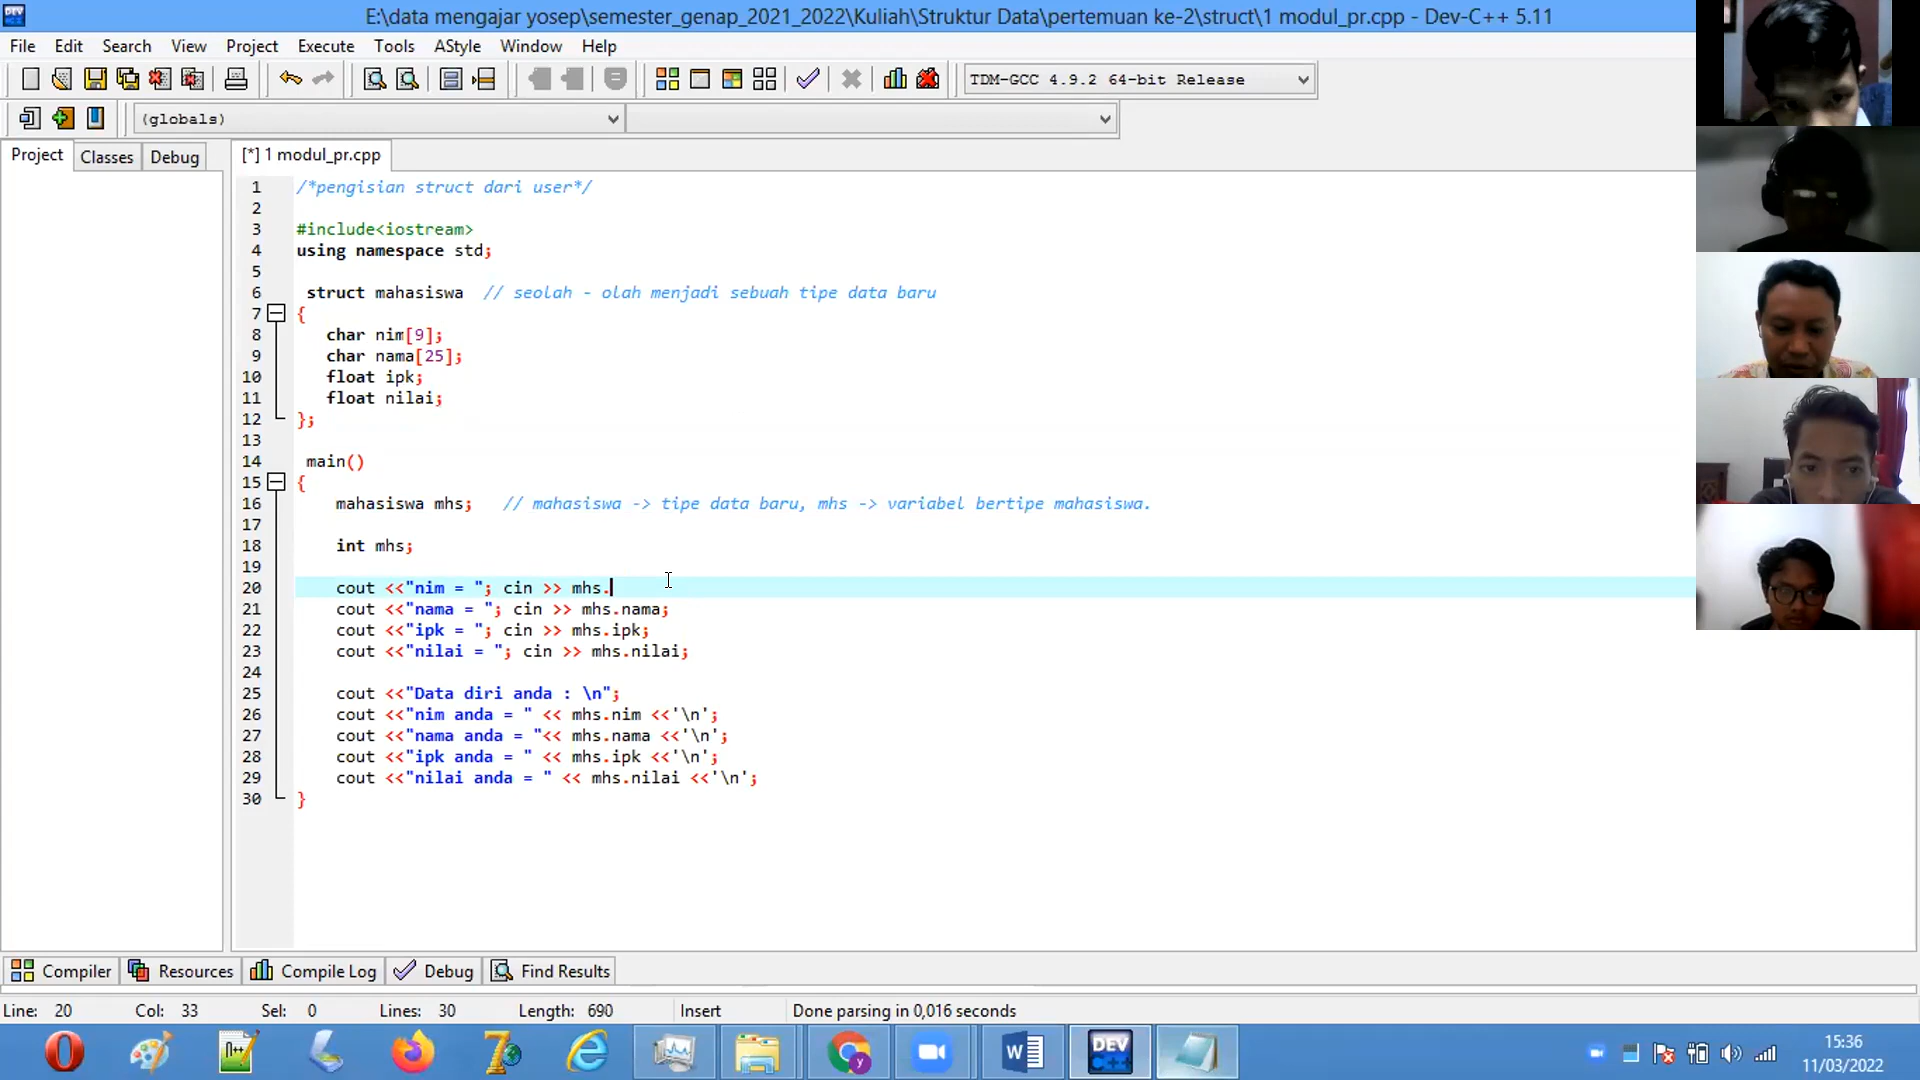 E:\data mengajar yosep\semester_genap_2021_2022\Kuliah\Struktur Data\pertemuan ke-2\struct\1 modul_pr.cpp - Dev-C++ 5.11
File Edit Search View Project Execute Tools AStyle Window Help
TDM-GCC 4.9.2 64-bit Release
(globals)
Project Classes Debug [*] 1 modul_pr.cpp
1 /*pengisian struct dari user*/
2
3 #include<iostream>
4 using namespace std;
5
6 struct mahasiswa // seolah - olah menjadi sebuah tipe data baru
7 {
8 char nim[9];
9 char nama[25];
10 float ipk;
11 float nilai;
12 };
13
14 main()
15 {
16 mahasiswa mhs; // mahasiswa -> tipe data baru, mhs -> variabel bertipe mahasiswa.
17
18 int mhs;
19
20 cout <<"nim = "; cin >> mhs.
21 cout <<"nama = "; cin >> mhs.nama;
22 cout <<"ipk = "; cin >> mhs.ipk;
23 cout <<"nilai = "; cin >> mhs.nilai;
24
25 cout <<"Data diri anda : \n";
26 cout <<"nim anda = " << mhs.nim <<'\n';
27 cout <<"nama anda = "<< mhs.nama <<'\n';
28 cout <<"ipk anda = " << mhs.ipk <<'\n';
29 cout <<"nilai anda = " << mhs.nilai <<'\n';
30 }
Compiler Resources Compile Log Debug Find Results
Line: 20 Col: 33 Sel: 0 Lines: 30 Length: 690 Insert Done parsing in 0,016 seconds
15:36
11/03/2022